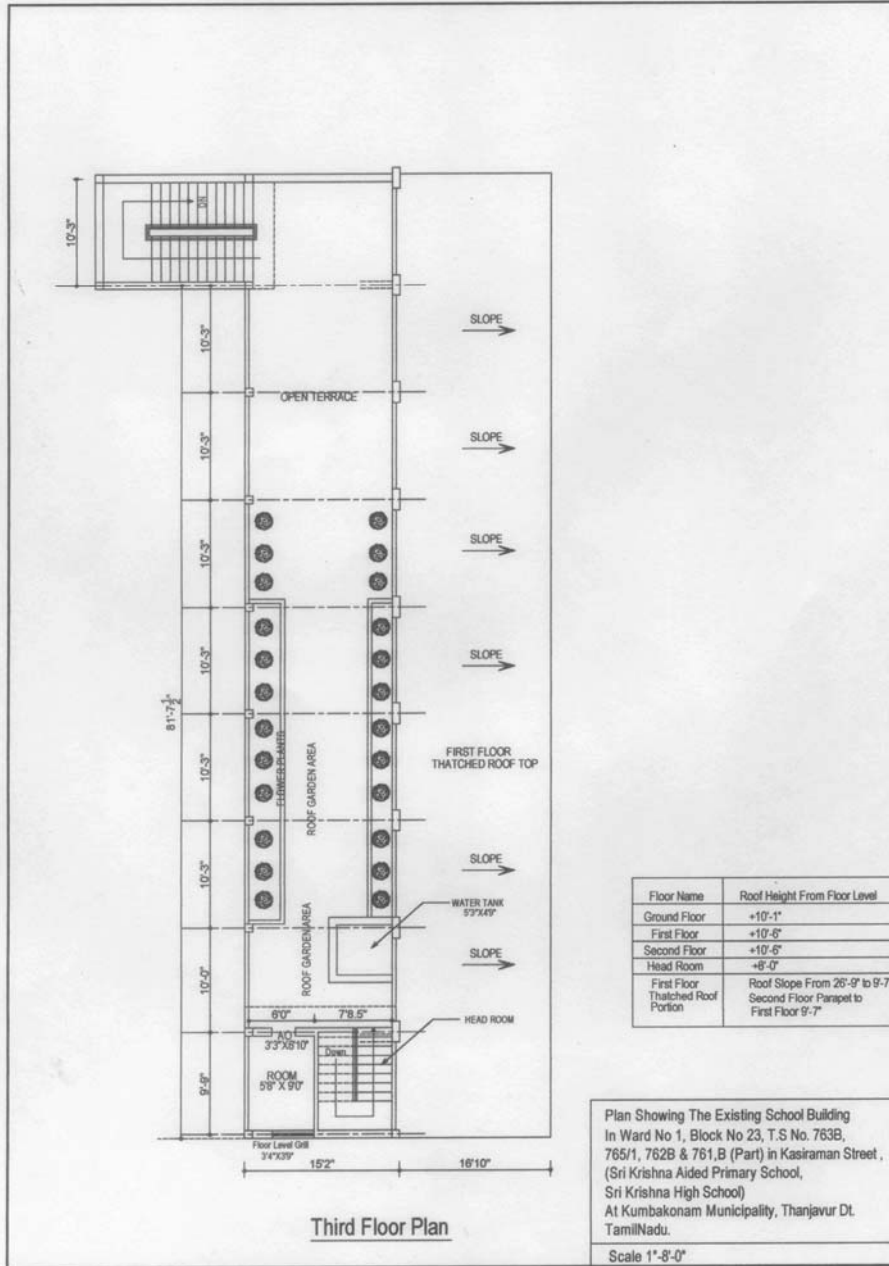 10'-3"
DN
10'-3"
SLOPE
OPEN TERRACE
10'-3"
SLOPE
10'-3"
SLOPE
10'-3"
SLOPE
81'-7½"
FLOWER PLANTS
ROOF GARDEN AREA
10'-3"
FIRST FLOOR
THATCHED ROOF TOP
10'-3"
SLOPE
WATER TANK
5'3"X4'9"
ROOF GARDEN AREA
10'-0"
SLOPE
6'0"
7'8.5"
HEAD ROOM
AO
3'3"X6'10"
Down
ROOM
5'8" X 9'0"
9'-9"
Floor Level Grill
3'4"X3'9"
15'2"
16'10"
Third Floor Plan
Floor Name Roof Height From Floor Level
Ground Floor +10'-1"
First Floor +10'-6"
Second Floor +10'-6"
Head Room +8'-0"
First Floor Roof Slope From 26'-9" to 9'-7
Thatched Roof Second Floor Parapet to
Portion First Floor 9'-7"
Plan Showing The Existing School Building
In Ward No 1, Block No 23, T.S No. 763B,
765/1, 762B & 761,B (Part) in Kasiraman Street ,
(Sri Krishna Aided Primary School,
Sri Krishna High School)
At Kumbakonam Municipality, Thanjavur Dt.
TamilNadu.
Scale 1"-8'-0"